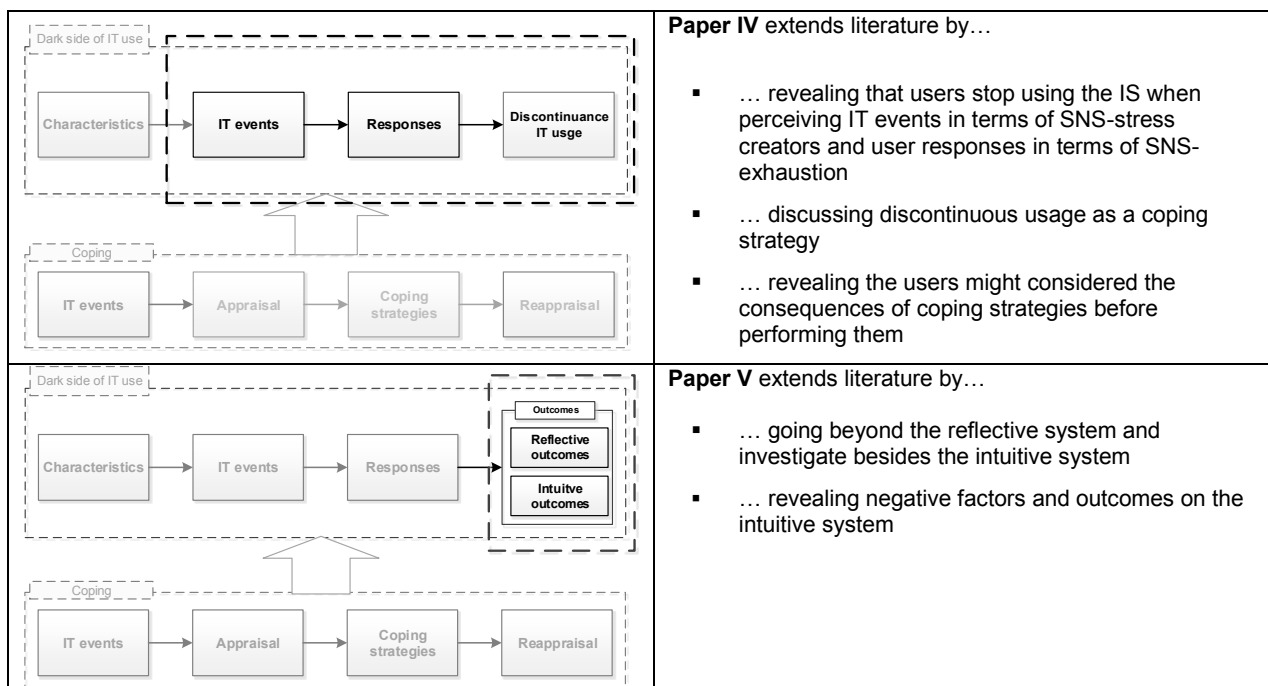 Dark side of IT use
Characteristics
IT events
Responses
Discontinuance
IT usge
Coping
IT events
Appraisal
Coping
strategies
Reappraisal
Paper IV extends literature by…
▪ … revealing that users stop using the IS when
perceiving IT events in terms of SNS-stress
creators and user responses in terms of SNS-
exhaustion
▪ … discussing discontinuous usage as a coping
strategy
▪ … revealing the users might considered the
consequences of coping strategies before
performing them
Dark side of IT use
Characteristics
IT events
Responses
Outcomes
Reflective
outcomes
Intuitve
outcomes
Coping
IT events
Appraisal
Coping
strategies
Reappraisal
Paper V extends literature by…
▪ … going beyond the reflective system and
investigate besides the intuitive system
▪ … revealing negative factors and outcomes on the
intuitive system